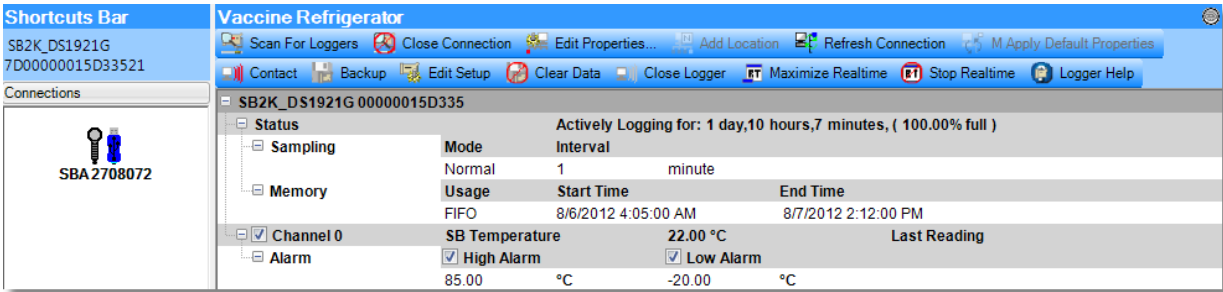 Shortcuts Bar
SB2K_DS1921G
7D00000015D33521
Connections
SBA2708072
Vaccine Refrigerator
Scan For Loggers Close Connection Edit Properties... Add Location Refresh Connection M Apply Default Properties
Contact Backup Edit Setup Clear Data Close Logger RT Maximize Realtime RT Stop Realtime Logger Help
SB2K_DS1921G 00000015D335
Status Actively Logging for: 1 day,10 hours,7 minutes, ( 100.00% full )
Sampling Mode Interval
Normal 1 minute
Memory Usage Start Time End Time
FIFO 8/6/2012 4:05:00 AM 8/7/2012 2:12:00 PM
Channel 0 SB Temperature 22.00 °C Last Reading
Alarm High Alarm Low Alarm
85.00 °C -20.00 °C